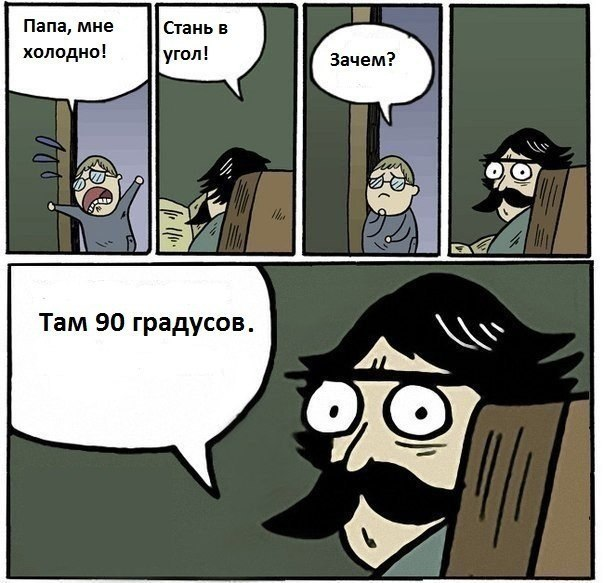 Папа, мне
холодно!
Стань в
угол!
Зачем?
Там 90 градусов.